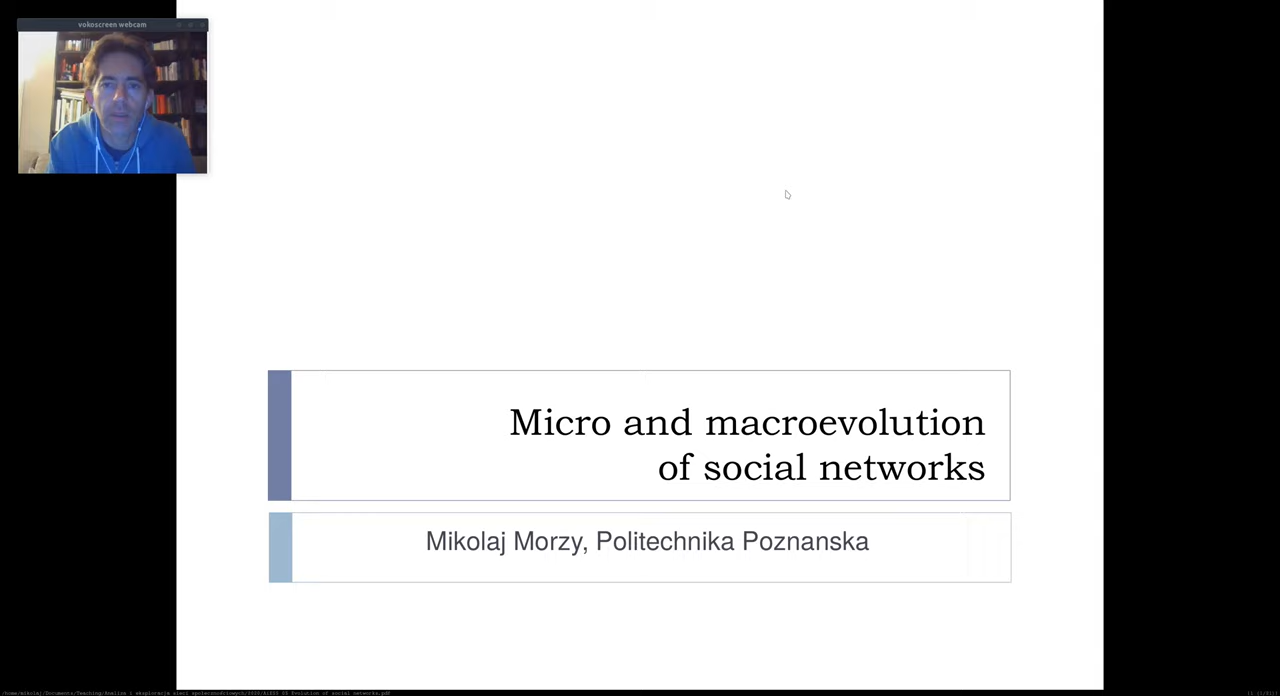 vokoscreen webcam
Micro and macroevolution
of social networks
Mikolaj Morzy, Politechnika Poznanska